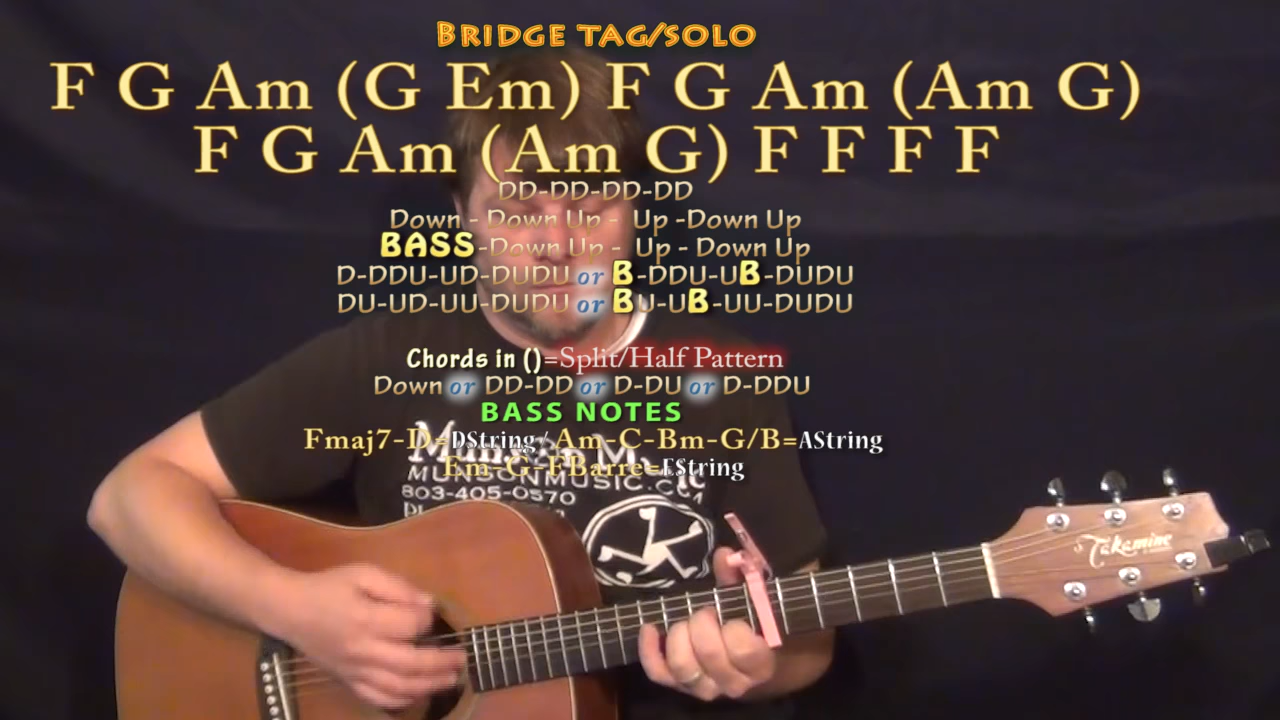 BRIDGE TAG/SOLO
F G Am (G Em) F G Am (Am G)
F G Am (Am G) F F F F
DD-DD-DD-DD
Down - Down Up - Up -Down Up
BASS-Down Up - Up - Down Up
D-DDU-UD-DUDU or B-DDU-UB-DUDU
DU-UD-UU-DUDU or BU-UB-UU-DUDU
Chords in ()=Split/Half Pattern
Down or DD-DD or D-DU or D-DDU
BASS NOTES
Fmaj7-D=DString/ Am-C-Bm-G/B=AString
Em-G-FBarre=EString
MUNSONMUSIC.C
803-405-0570
Takamine